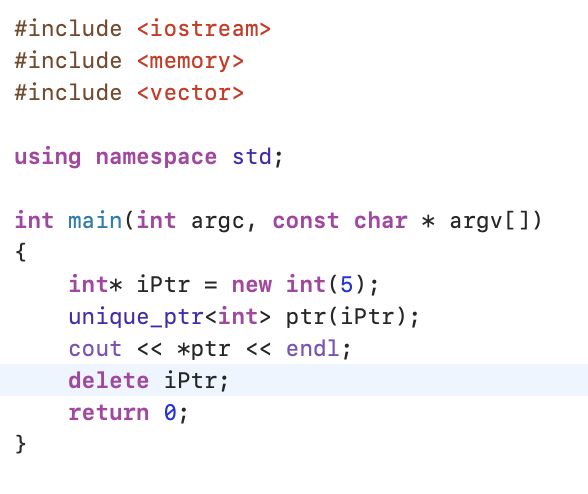 #include <iostream>
#include <memory>
#include <vector>

using namespace std;

int main(int argc, const char * argv[])
{
    int* iPtr = new int(5);
    unique_ptr<int> ptr(iPtr);
    cout << *ptr << endl;
    delete iPtr;
    return 0;
}